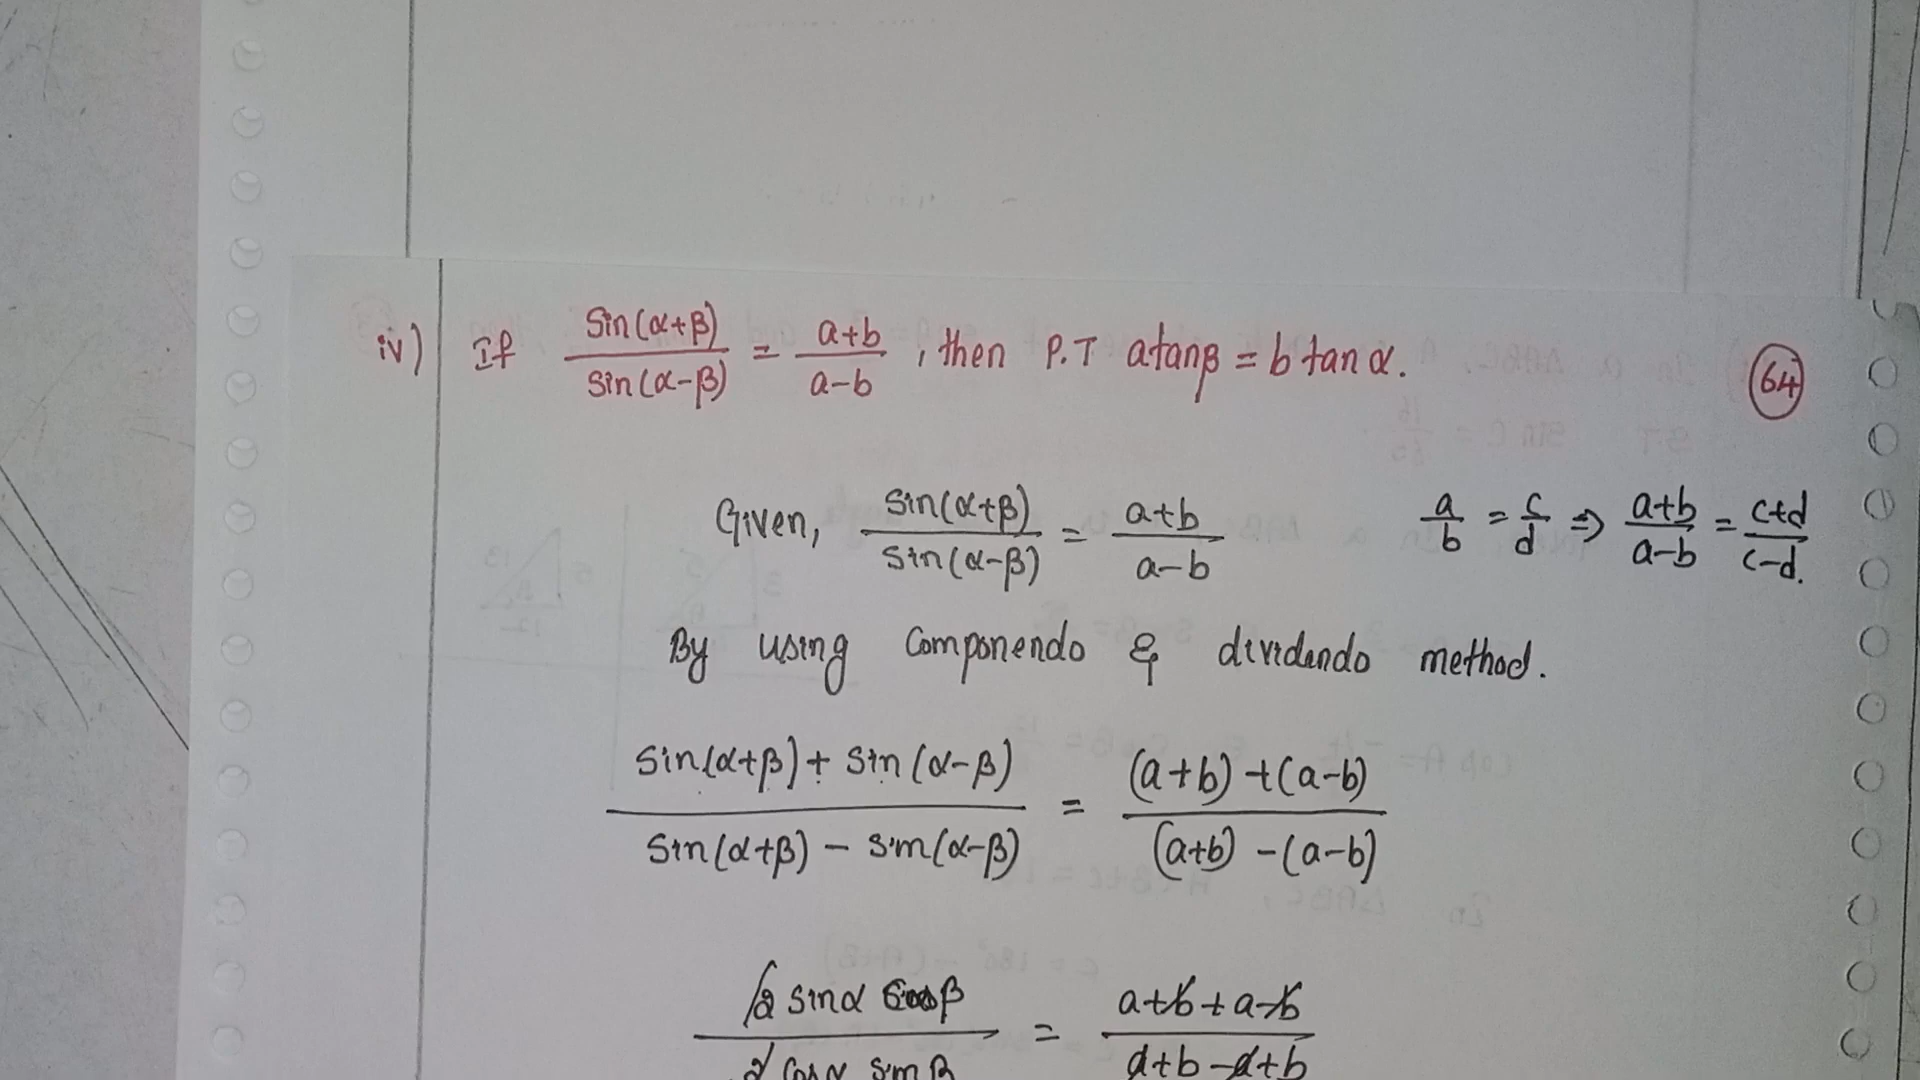 iv) If Sin(α+β)/Sin(α-β) = a+b/a-b , then P.T atanβ = b tan α. 64
Given, Sin(α+β)/Sin(α-β) = a+b/a-b    a/b = c/d ⇒ a+b/a-b = c+d/c-d.
By using Componendo & dividendo method.
Sin(α+β) + Sin(α-β)/Sin(α+β) - Sin(α-β) = (a+b)+(a-b)/(a+b)-(a-b)
2 Sinα Cosβ/2 Cosα Sinβ = a+b+a-b/a+b-a+b